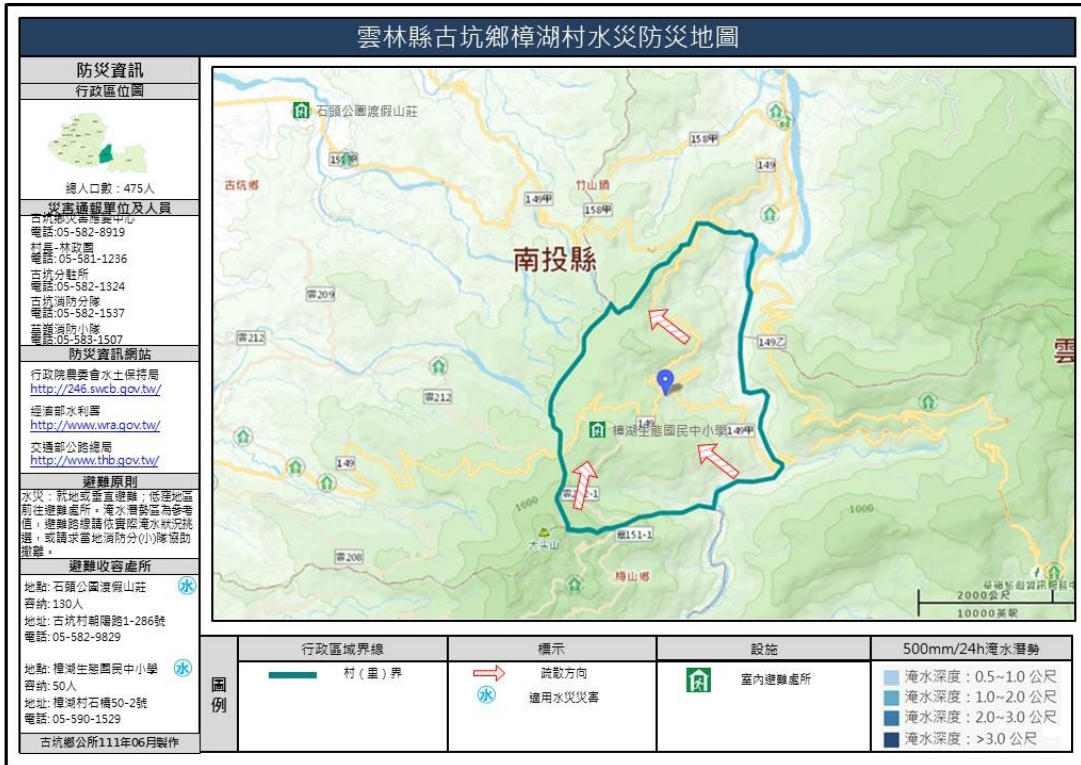 雲林縣古坑鄉樟湖村水災防災地圖
防災資訊
行政區位圖
總人口數：475人
災害通報單位及人員
古坑鄉災害應變中心
電話:05-582-8919
村長-林政國
電話:05-581-1236
古坑分駐所
電話:05-582-1324
古坑消防分隊
電話:05-582-1537
草嶺消防小隊
電話:05-583-1507
防災資訊網站
行政院農委會水土保持局
http://246.swcb.gov.tw/
經濟部水利署
http://www.wra.gov.tw/
交通部公路總局
http://www.thb.gov.tw/
避難原則
水災：就地或垂直避難；低窪地區
前往避難處所。淹水潛勢區為參考
值，避難路線請依實際淹水狀況挑
選，或請求當地消防分(小)隊協助
撤離。
避難收容處所
地點:石頭公園渡假山莊 水
容納:130人
地址:古坑村朝陽路1-286號
電話:05-582-9829
地點:樟湖生態國民中小學 水
容納:50人
地址:樟湖村石橋50-2號
電話:05-590-1529
古坑鄉公所111年06月製作
石頭公園渡假山莊
158甲
158甲
149
古坑鄉
竹山鎮
149甲
158甲
南投縣
雲209
雲212
149乙
雲
雲212
149
樟湖生態國民中小學
149甲
149
1000
大尖山
嘉151-1
1000
雲208
梅山鄉
草嶺旅遊資訊服務中
2000公尺
10000英呎
圖例
行政區域界線
標示
設施
500mm/24h淹水潛勢
村（里）界
疏散方向
水
適用水災災害
室內避難處所
淹水深度：0.5~1.0 公尺
淹水深度：1.0~2.0 公尺
淹水深度：2.0~3.0 公尺
淹水深度：>3.0 公尺